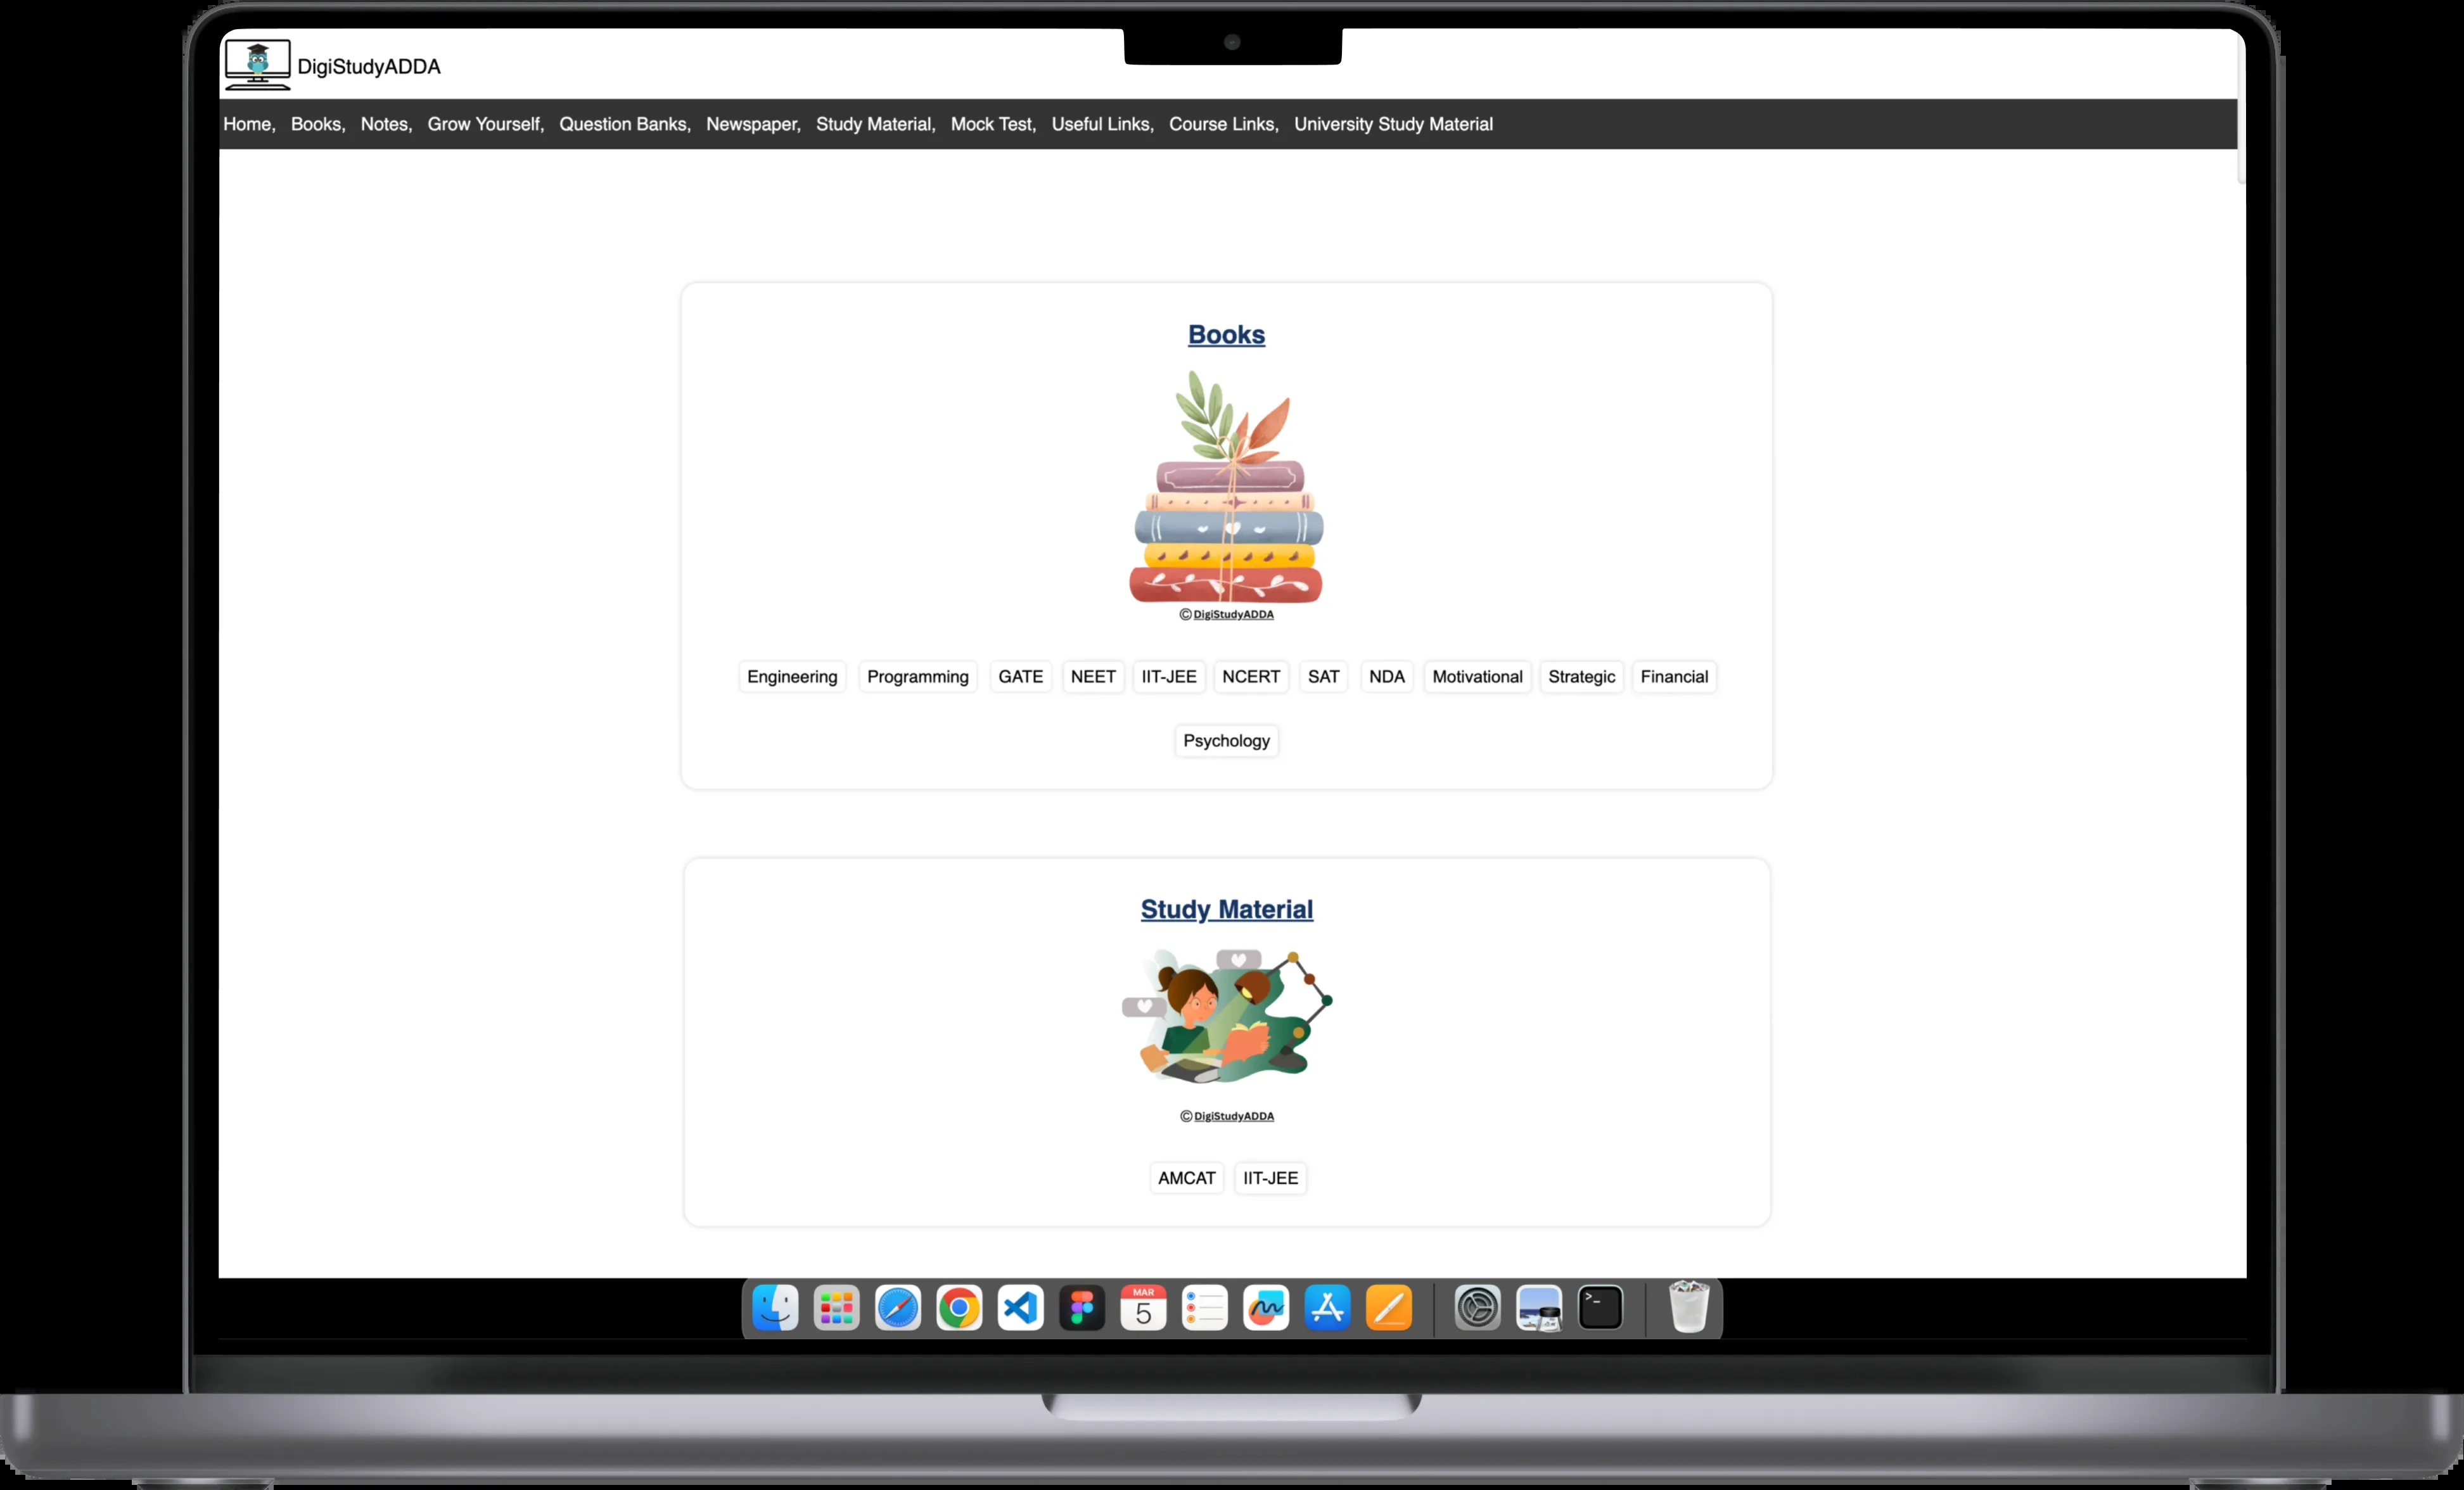 DigiStudyADDA
Home, Books, Notes, Grow Yourself, Question Banks, Newspaper, Study Material, Mock Test, Useful Links, Course Links, University Study Material
Books
© DigiStudyADDA
Engineering Programming GATE NEET IIT-JEE NCERT SAT NDA Motivational Strategic Financial
Psychology
Study Material
© DigiStudyADDA
AMCAT IIT-JEE
MAR
5
>_